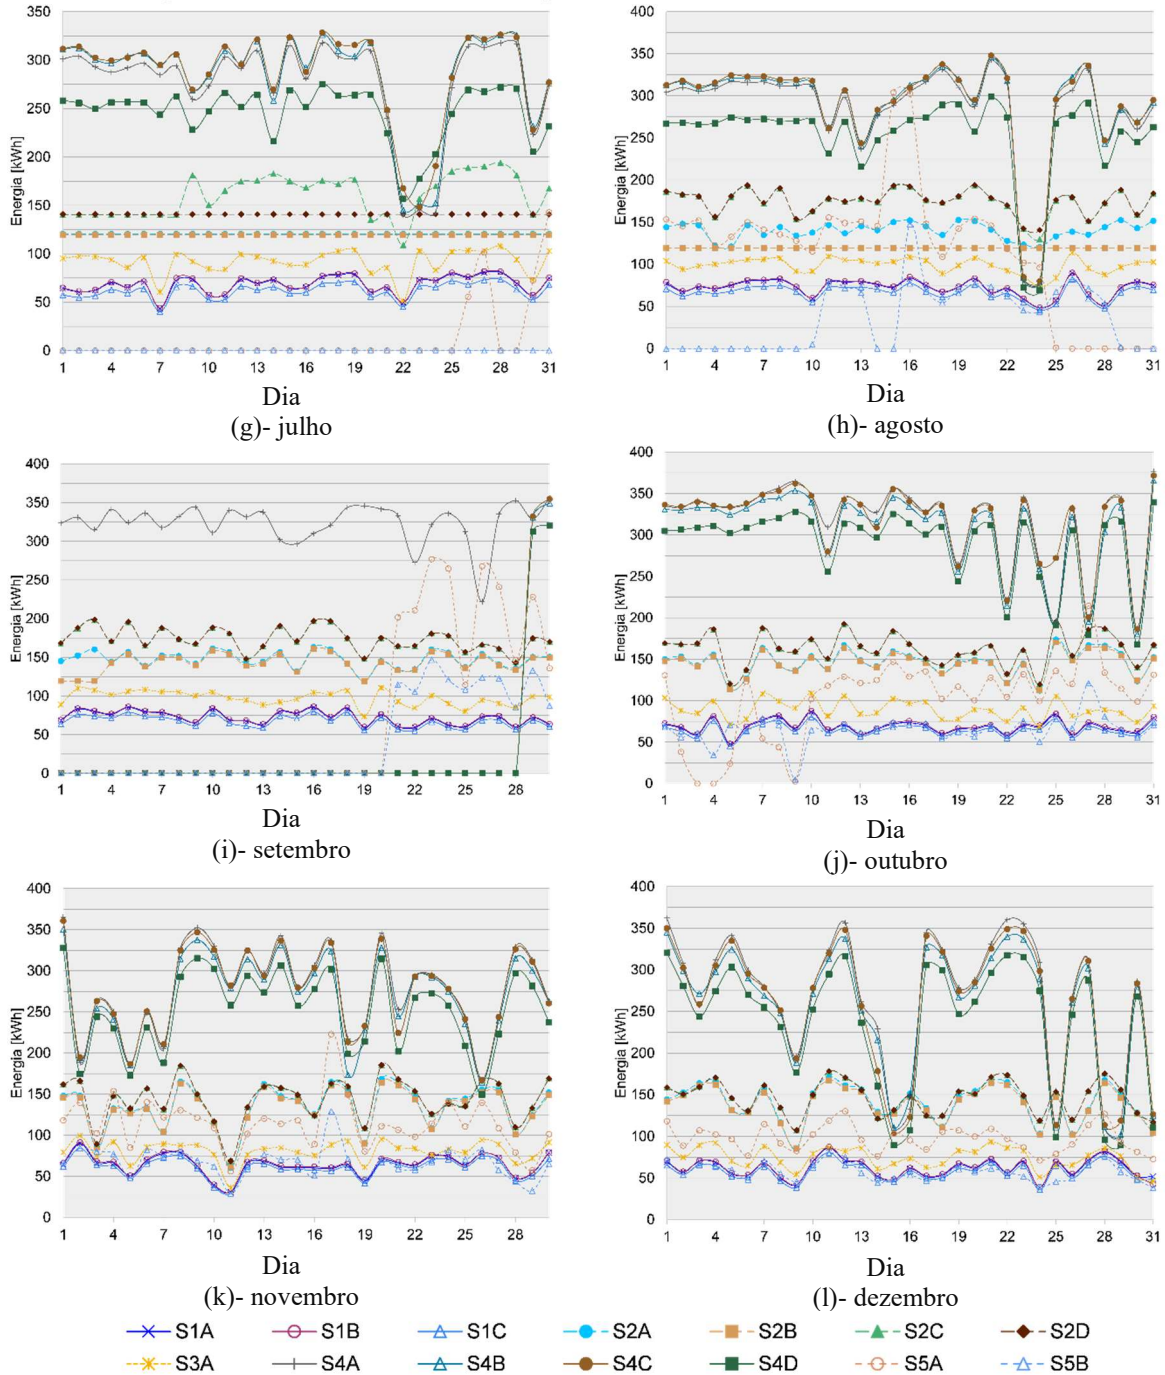 350
300
250
200
150
100
50
0
Energia [kWh]
1 4 7 10 13 16 19 22 25 28 31
Dia
(g)- julho
400
350
300
250
200
150
100
50
0
Energia [kWh]
1 4 7 10 13 16 19 22 25 28 31
Dia
(h)- agosto
400
350
300
250
200
150
100
50
0
Energia [kWh]
1 4 7 10 13 16 19 22 25 28
Dia
(i)- setembro
400
350
300
250
200
150
100
50
0
Energia [kWh]
1 4 7 10 13 16 19 22 25 28 31
Dia
(j)- outubro
400
350
300
250
200
150
100
50
0
Energia [kWh]
1 4 7 10 13 16 19 22 25 28
Dia
(k)- novembro
400
350
300
250
200
150
100
50
0
Energia [kWh]
1 4 7 10 13 16 19 22 25 28 31
Dia
(l)- dezembro
S1A S1B S1C S2A S2B S2C S2D
S3A S4A S4B S4C S4D S5A S5B